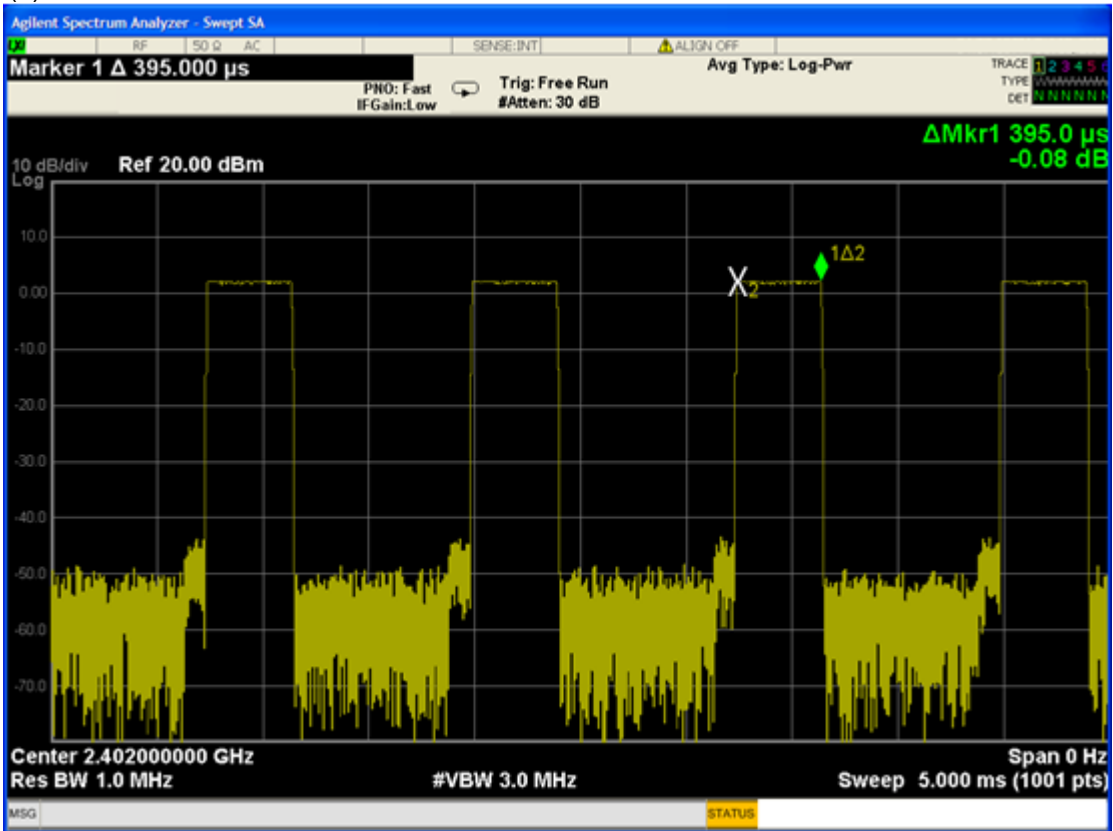 Agilent Spectrum Analyzer - Swept SA
LXI RF 50 Ω AC SENSE:INT ALIGN OFF
Marker 1 Δ 395.000 µs
PNO: Fast
IFGain:Low
Trig: Free Run
#Atten: 30 dB
Avg Type: Log-Pwr
TRACE 1 2 3 4 5 6
TYPE
DET N N N N N N
ΔMkr1 395.0 µs
-0.08 dB
10 dB/div Ref 20.00 dBm
Log
10.0
1Δ2
0.00
X2
-10.0
-20.0
-30.0
-40.0
-50.0
-60.0
-70.0
Center 2.402000000 GHz Span 0 Hz
Res BW 1.0 MHz #VBW 3.0 MHz Sweep 5.000 ms (1001 pts)
MSG STATUS